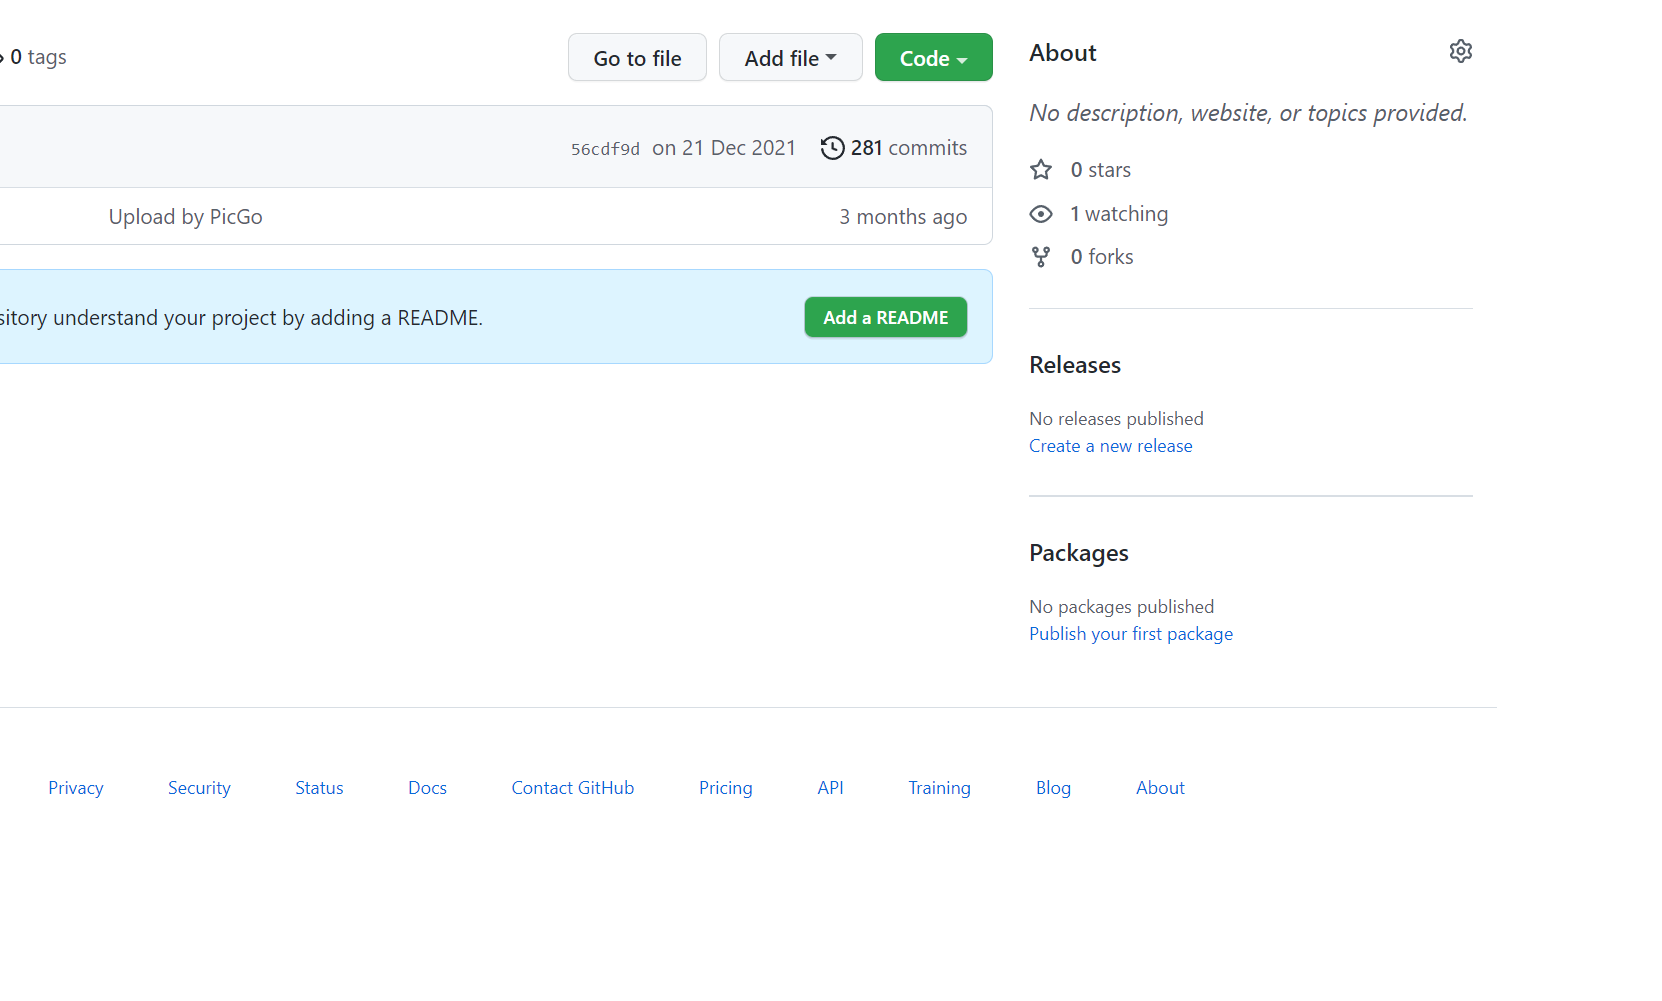 0 tags
Go to file
Add file
Code
About
No description, website, or topics provided.
56cdf9d on 21 Dec 2021 281 commits
0 stars
Upload by PicGo 3 months ago
1 watching
0 forks
understand your project by adding a README.
Add a README
Releases
No releases published
Create a new release
Packages
No packages published
Publish your first package
Privacy Security Status Docs Contact GitHub Pricing API Training Blog About